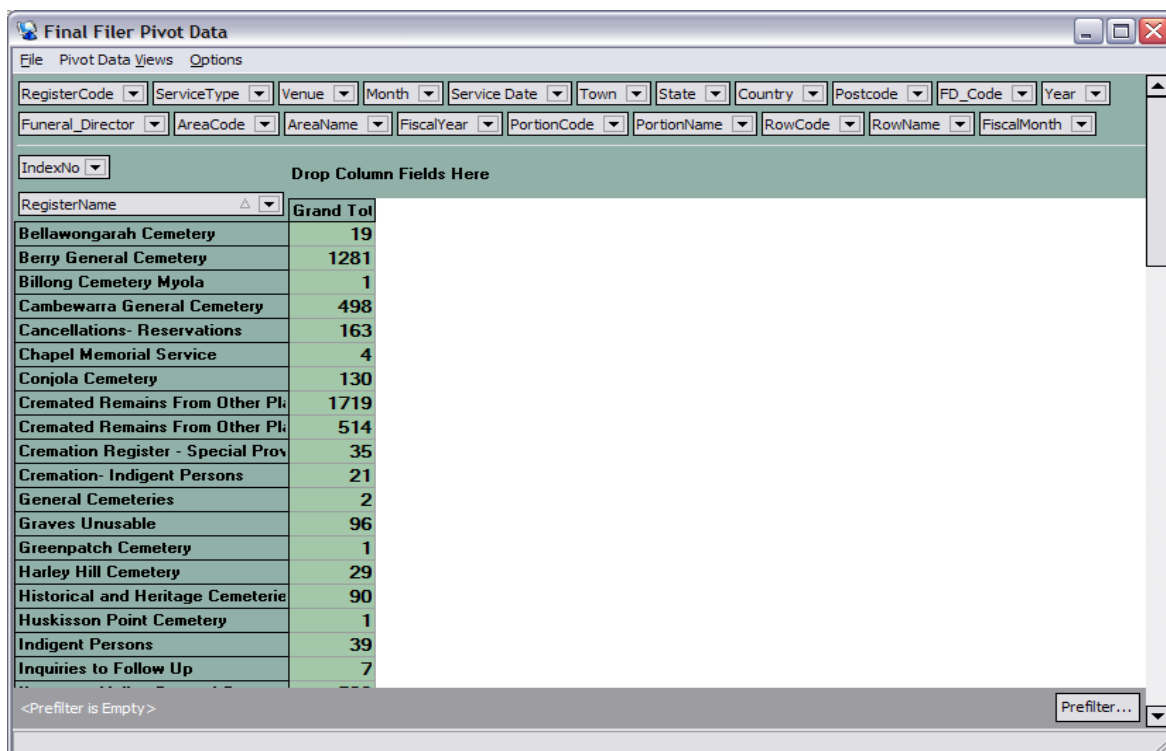 Final Filer Pivot Data
File Pivot Data Views Options
RegisterCode ServiceType Venue Month Service Date Town State Country Postcode FD_Code Year
Funeral_Director AreaCode AreaName FiscalYear PortionCode PortionName RowCode RowName FiscalMonth
IndexNo
Drop Column Fields Here
RegisterName Grand Tot
Bellawongarah Cemetery 19
Berry General Cemetery 1281
Billong Cemetery Myola 1
Cambewarra General Cemetery 498
Cancellations- Reservations 163
Chapel Memorial Service 4
Conjola Cemetery 130
Cremated Remains From Other Pla 1719
Cremated Remains From Other Pla 514
Cremation Register - Special Prov 35
Cremation- Indigent Persons 21
General Cemeteries 2
Graves Unusable 96
Greenpatch Cemetery 1
Harley Hill Cemetery 29
Historical and Heritage Cemeterie 90
Huskisson Point Cemetery 1
Indigent Persons 39
Inquiries to Follow Up 7
<Prefilter is Empty> Prefilter...